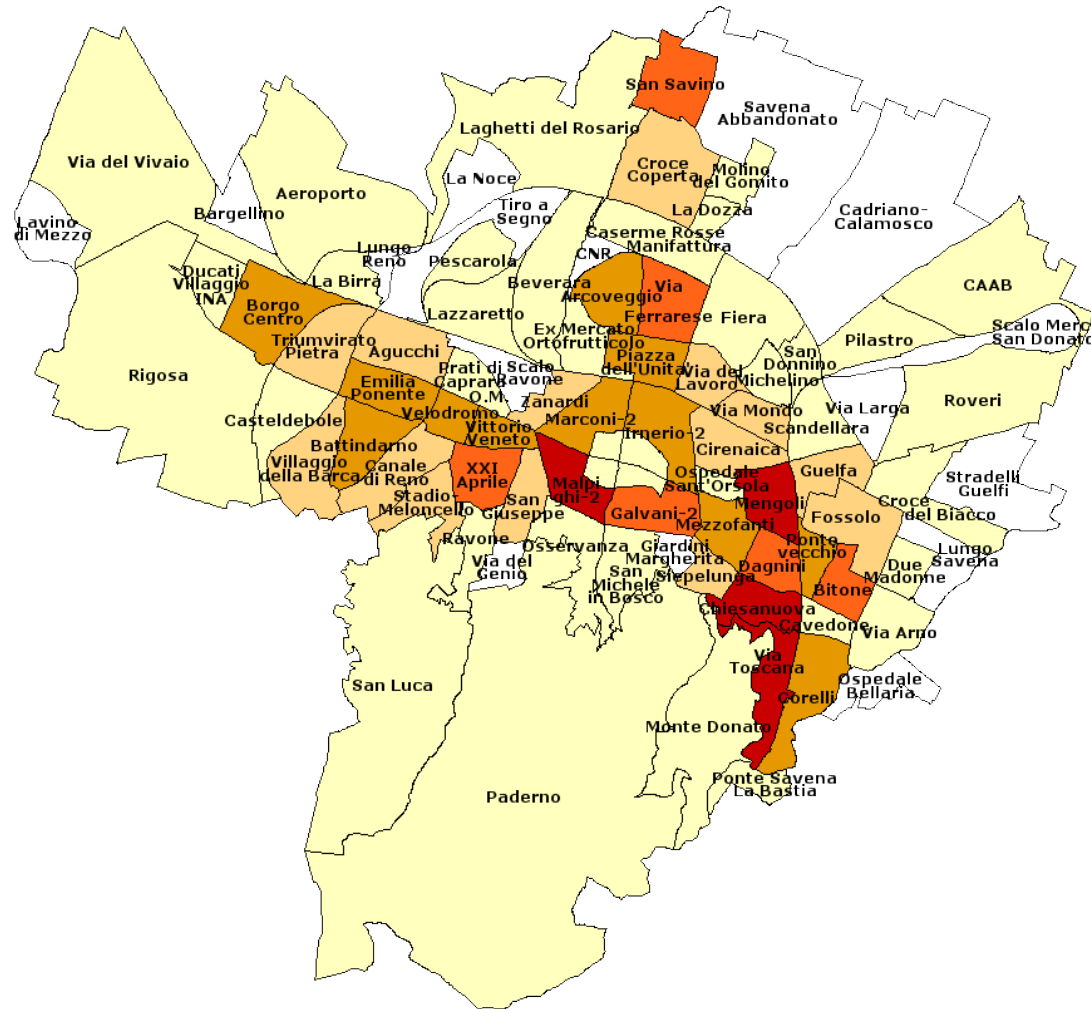 San Savino
Savena
Abbandonato
Laghetti del Rosario
Via del Vivaio
Croce
Coperta
Molino
del Gomito
La Noce
Aeroporto
Tiro a
Segno
La Dozza
Cadriano-
Calamosco
Bargellino
Lavino
di Mezzo
Caserme Rosse
Manifattura
Lungo
Reno
CNR
Pescarola
Ducati
Villaggio
INA
La Birra
Beverara
Arcoveggio
Via
Ferrarese
CAAB
Borgo
Centro
Lazzaretto
Fiera
Scalo Merci
San Donato
Ex Mercato
Ortofrutticolo
Pilastro
Triumvirato
Pietra
Agucchi
Piazza
dell'Unita'
San
Donnino
Michelino
Rigosa
Prati di
Caprara
O.M.
Scalo
Ravone
Via del
Lavoro
Emilia
Ponente
Zanardi
Roveri
Casteldebole
Velodromo
Vittorio
Veneto
Marconi-2
Via Mondo
Via Larga
Scandellara
Irnerio-2
Battindarno
Cirenaica
Villaggio
della Barca
Canale
di Reno
XXI
Aprile
Malpi
ghi-2
Ospedale
Sant'Orsola
Guelfa
Stradelli
Guelfi
Stadio-
Meloncello
San
Giuseppe
Galvani-2
Mengoli
Croce
del Biacco
Fossolo
Mezzofanti
Ravone
Osservanza
Giardini
Margherita
Ponte
vecchio
Lungo
Savena
Via del
Genio
San
Michele
in Bosco
Siepelunga
Dagnini
Due
Madonne
Bitone
Chiesanuova
Cavedone
Via Arno
Via
Toscana
San Luca
Ospedale
Bellaria
Corelli
Monte Donato
Ponte Savena
La Bastia
Paderno